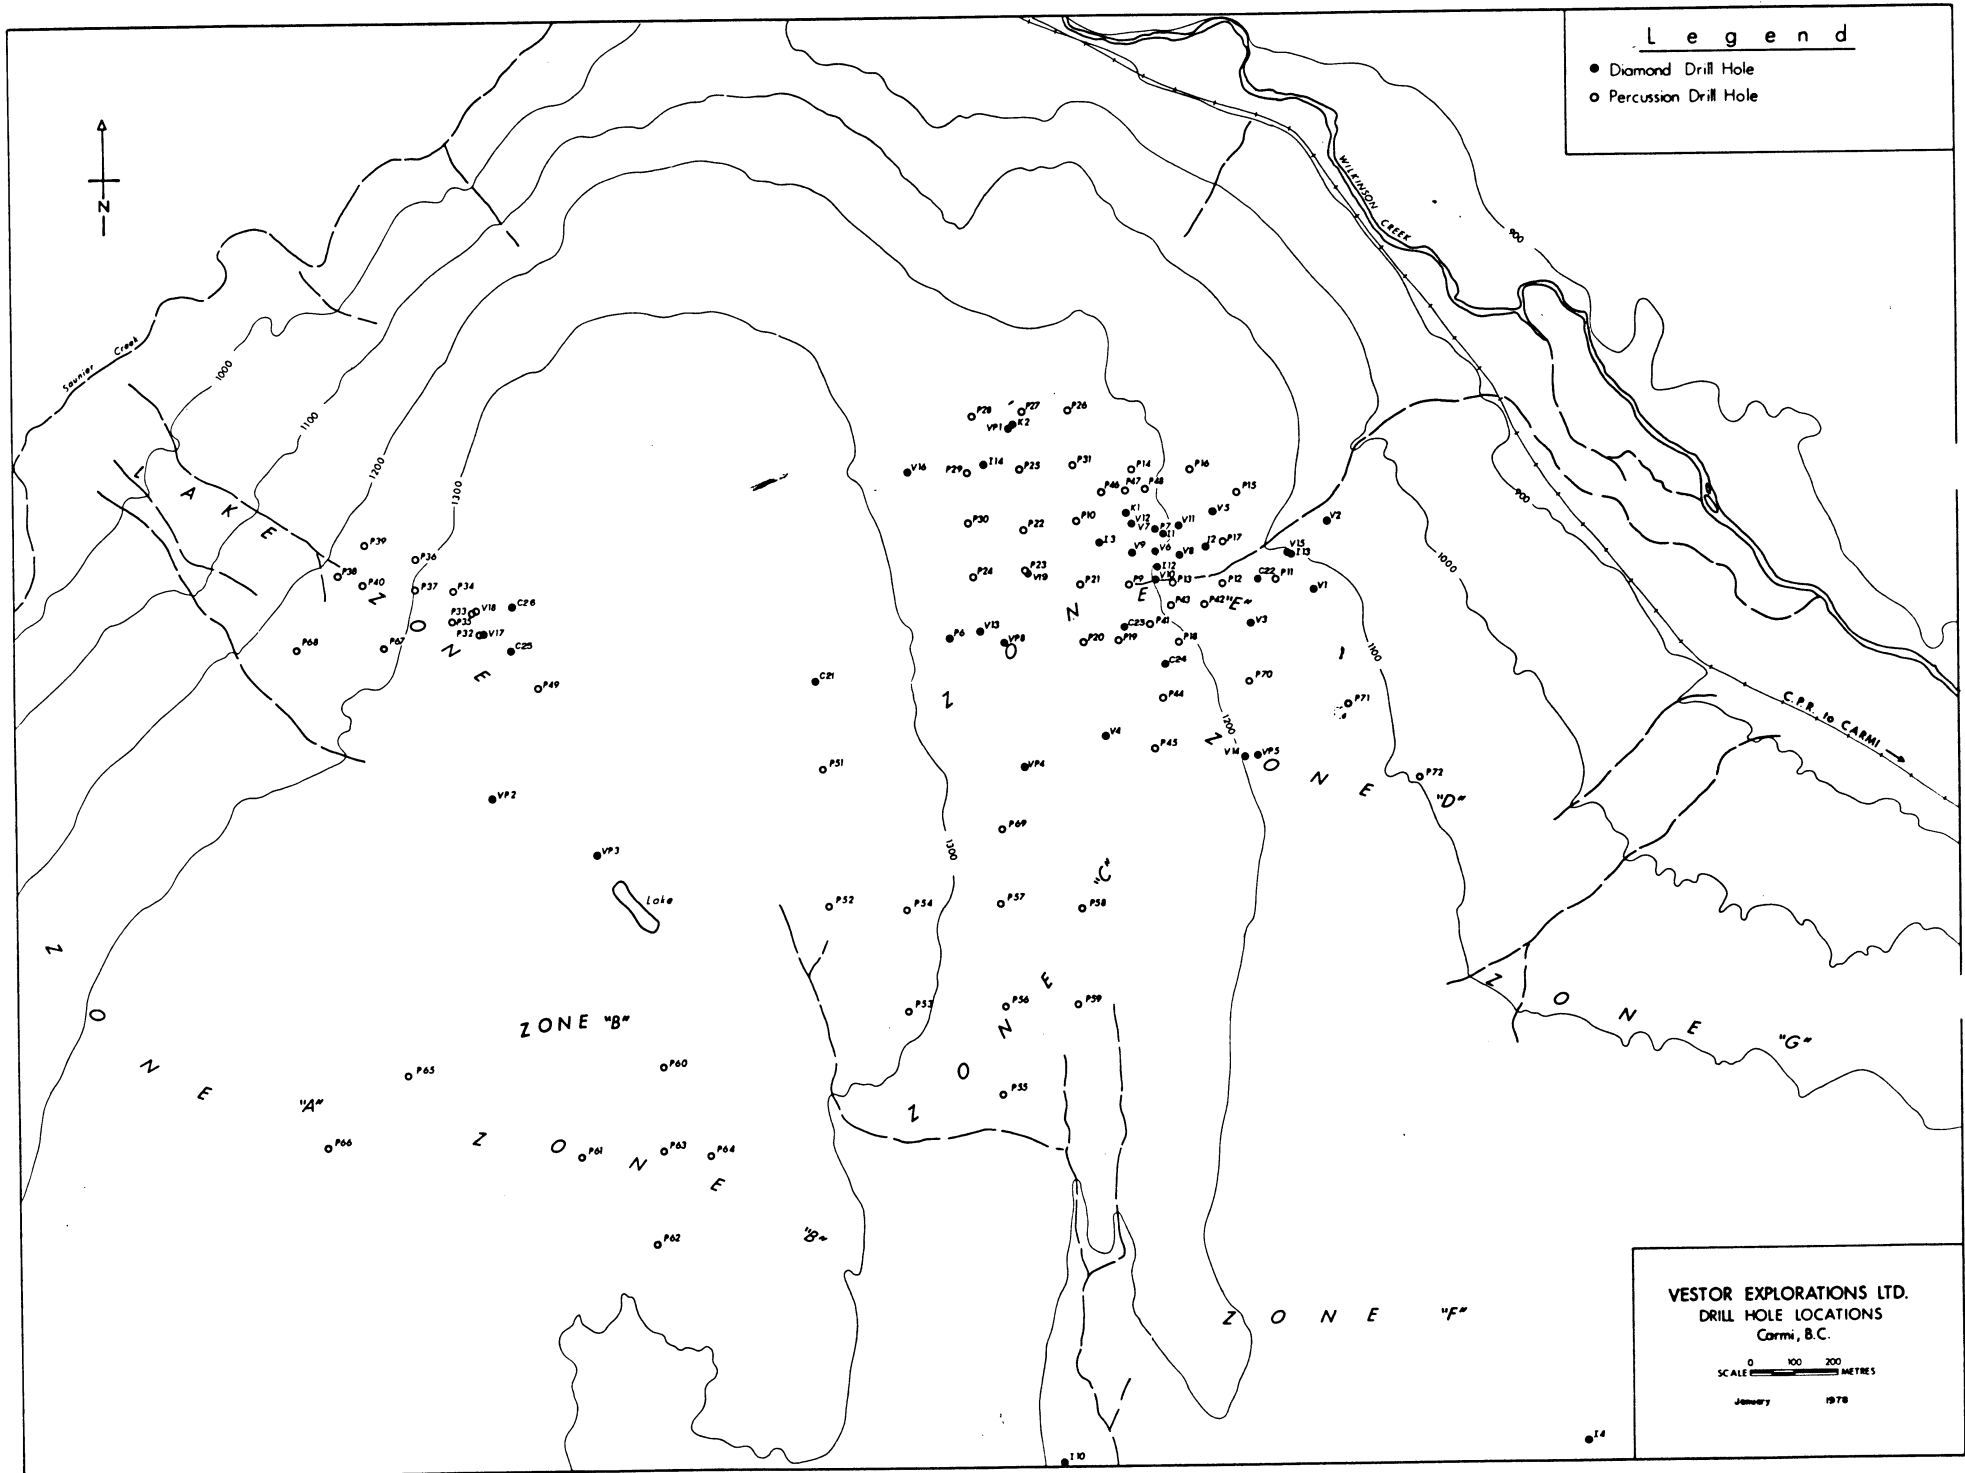 Legend
Diamond Drill Hole
Percussion Drill Hole
N
WILKINSON CREEK
900
Saunier Creek
1000
1100
1200
1300
LAKE ZONE
P28
P27
P26
VP1
K2
V16
P29
I14
P25
P31
P14
P16
P46
P47
P48
P15
P30
P22
P10
K1
V12
V7
P7
I1
V11
V5
V2
900
I3
V9
V6
V8
I2
P17
V15
I13
1000
P24
P23
V19
P21
I12
V10
P9
P13
P12
C22
P11
V1
P39
P36
P38
P40
P37
P34
P33
V18
P35
C26
P32
V17
C25
P68
P67
P49
P43
P42
ZONE "E"
P6
V13
VP8
P20
P19
C23
P41
P18
V3
C24
1100
C21
P44
P70
P71
V4
P45
1200
P51
VP4
VP5
ZONE "D"
P72
C.P.R. to CARMI
VP2
P69
1300
VP3
Lake
P52
P54
P57
P58
"C"
P53
P56
P59
ZONE
ZONE "G"
ZONE "B"
ZONE "A"
P65
P60
P55
P66
ZONE "B"
P61
P63
P64
P62
ZONE "F"
VESTOR EXPLORATIONS LTD.
DRILL HOLE LOCATIONS
Carmi, B.C.
0 100 200
SCALE METRES
January 1978
I4
I10